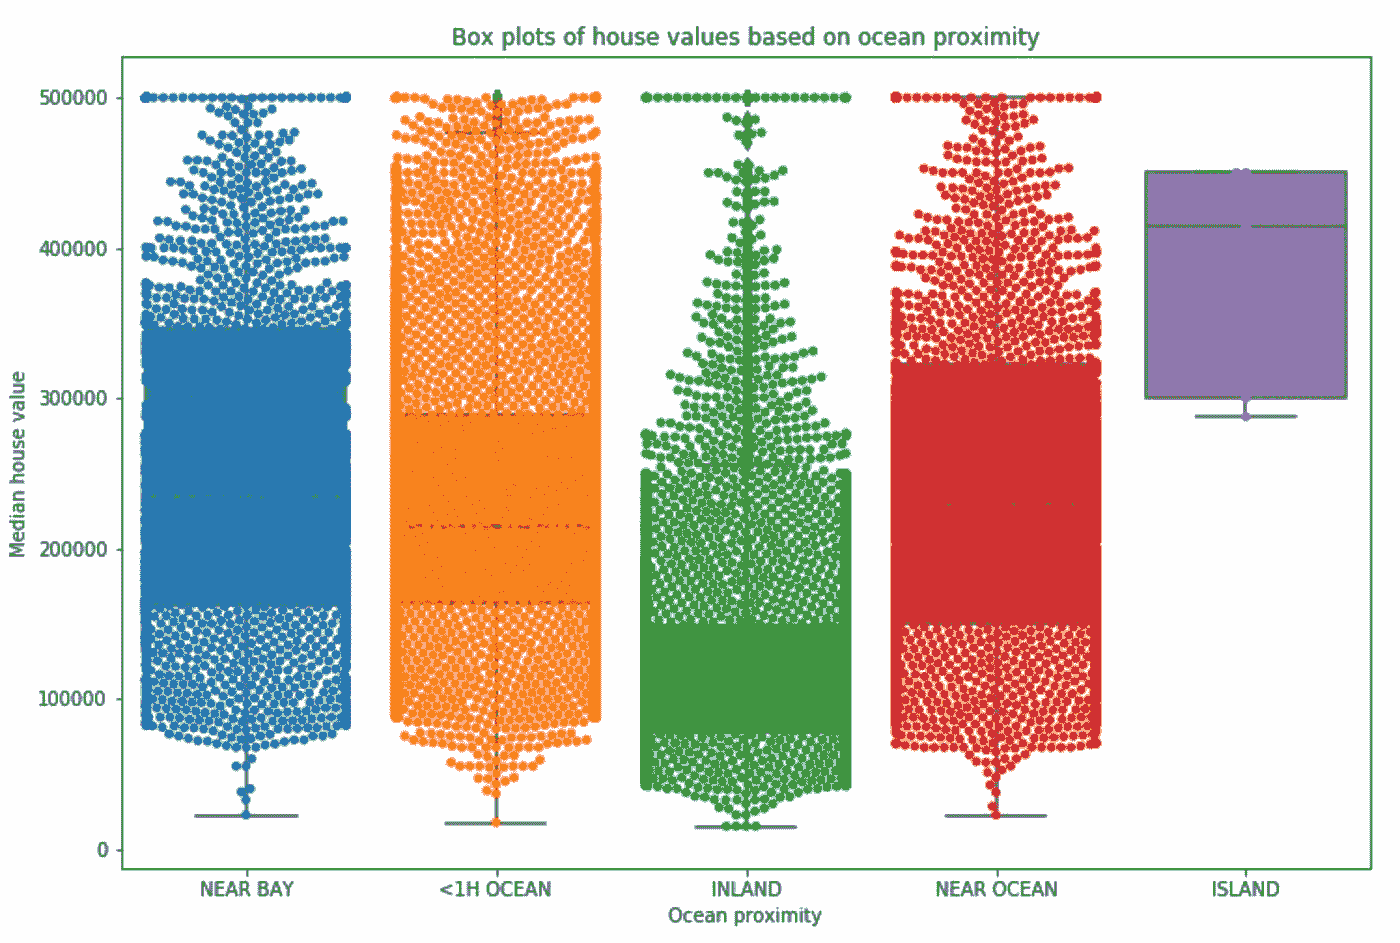 Box plots of house values based on ocean proximity
Median house value
500000
400000
300000
200000
100000
0
NEAR BAY
<1H OCEAN
INLAND
NEAR OCEAN
ISLAND
Ocean proximity